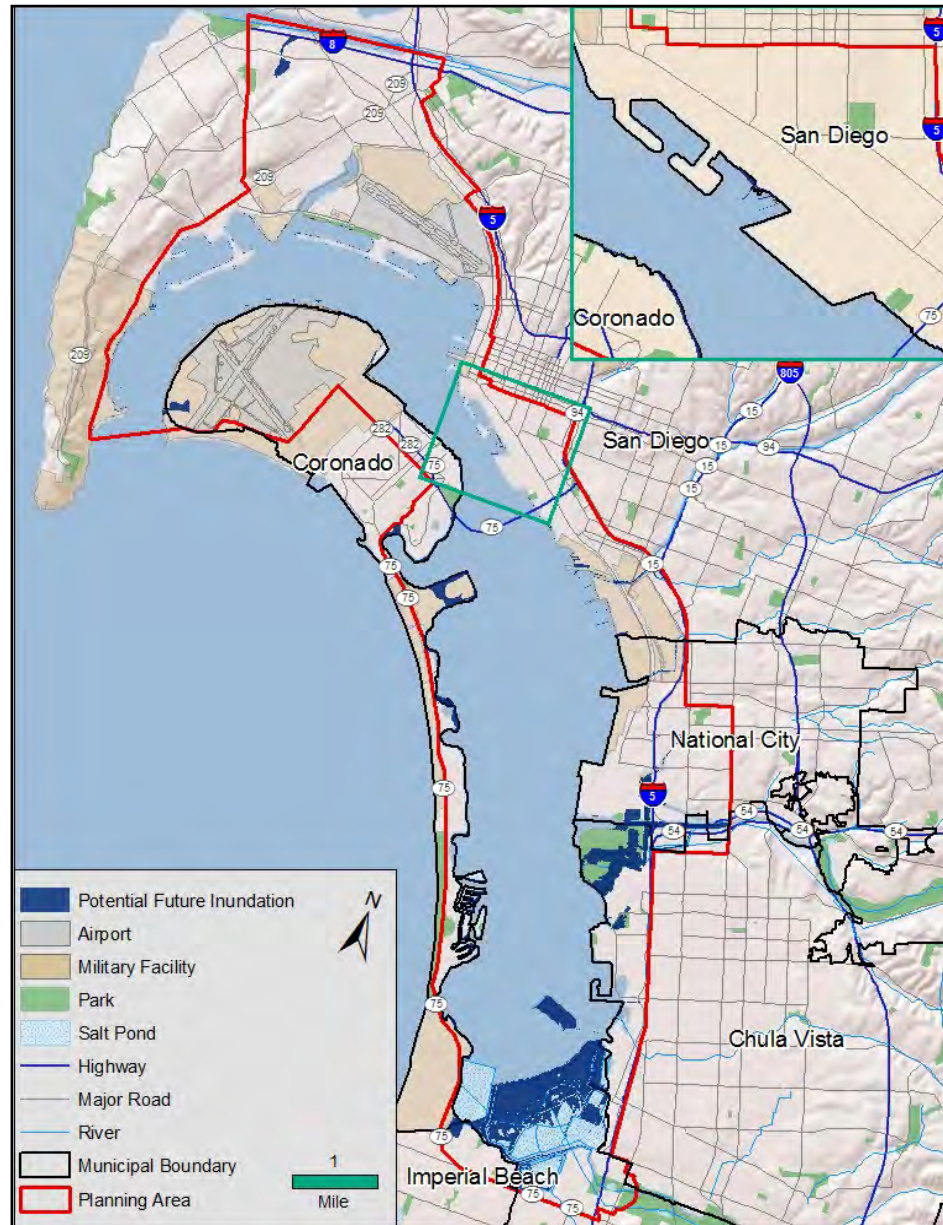 8
209
209
209
209
5
5
5
San Diego
Coronado
75
805
15
94
San Diego
15
94
15
15
282
282
Coronado
75
75
15
75
75
National City
75
5
54
54
54
54
Chula Vista
75
75
Imperial Beach
75
75
Potential Future Inundation
N
Airport
Military Facility
Park
Salt Pond
Highway
Major Road
River
Municipal Boundary
1
Planning Area
Mile